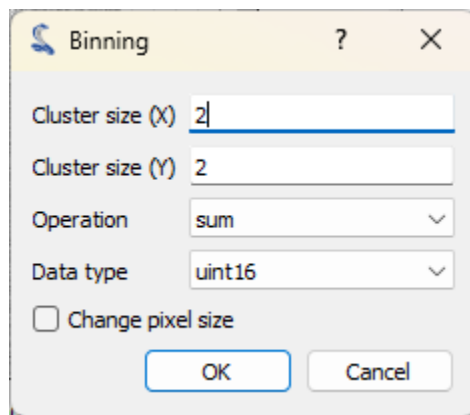 Binning ?
Cluster size (X) 2
Cluster size (Y) 2
Operation sum
Data type uint16
Change pixel size
OK Cancel